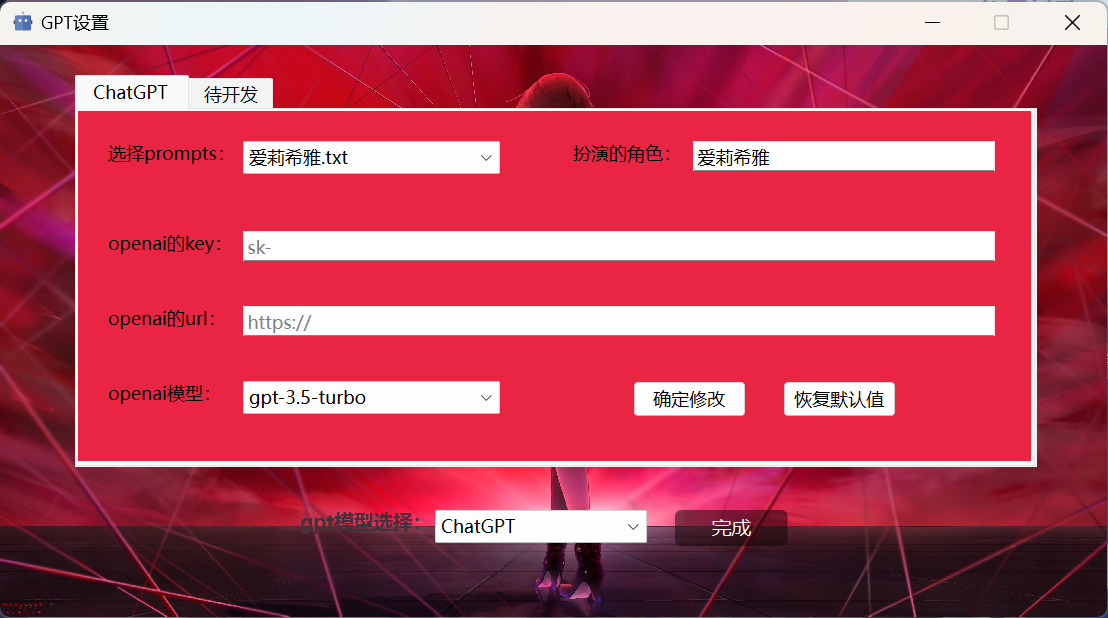 GPT设置
ChatGPT 待开发
选择prompts： 爱莉希雅.txt 扮演的角色： 爱莉希雅
openai的key： sk-
openai的url： https://
openai模型： gpt-3.5-turbo 确定修改 恢复默认值
gpt模型选择： ChatGPT 完成